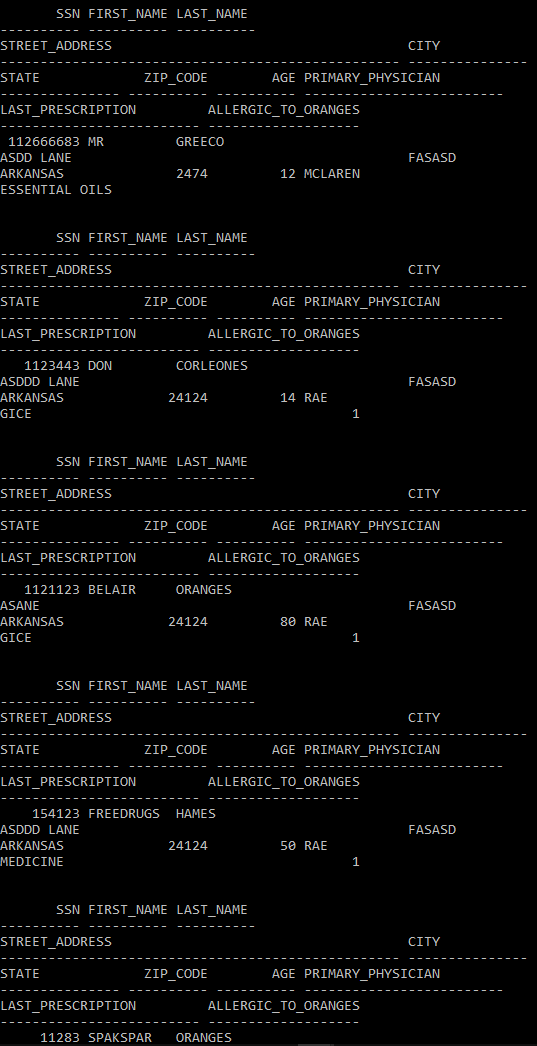 SSN FIRST_NAME LAST_NAME
---------- ---------- ----------
STREET_ADDRESS                                     CITY
-------------------------------------------------- ---------------
STATE             ZIP_CODE        AGE PRIMARY_PHYSICIAN
--------------- ---------- ---------- -------------------------
LAST_PRESCRIPTION         ALLERGIC_TO_ORANGES
------------------------- -------------------
 112666683 MR         GREECO
ASDD LANE                                          FASASD
ARKANSAS              2474         12 MCLAREN
ESSENTIAL OILS
       SSN FIRST_NAME LAST_NAME
---------- ---------- ----------
STREET_ADDRESS                                     CITY
-------------------------------------------------- ---------------
STATE             ZIP_CODE        AGE PRIMARY_PHYSICIAN
--------------- ---------- ---------- -------------------------
LAST_PRESCRIPTION         ALLERGIC_TO_ORANGES
------------------------- -------------------
   1123443 DON        CORLEONES
ASDDD LANE                                         FASASD
ARKANSAS             24124         14 RAE
GICE                                        1
       SSN FIRST_NAME LAST_NAME
---------- ---------- ----------
STREET_ADDRESS                                     CITY
-------------------------------------------------- ---------------
STATE             ZIP_CODE        AGE PRIMARY_PHYSICIAN
--------------- ---------- ---------- -------------------------
LAST_PRESCRIPTION         ALLERGIC_TO_ORANGES
------------------------- -------------------
   1121123 BELAIR     ORANGES
ASANE                                              FASASD
ARKANSAS             24124         80 RAE
GICE                                        1
       SSN FIRST_NAME LAST_NAME
---------- ---------- ----------
STREET_ADDRESS                                     CITY
-------------------------------------------------- ---------------
STATE             ZIP_CODE        AGE PRIMARY_PHYSICIAN
--------------- ---------- ---------- -------------------------
LAST_PRESCRIPTION         ALLERGIC_TO_ORANGES
------------------------- -------------------
    154123 FREEDRUGS  HAMES
ASDDD LANE                                         FASASD
ARKANSAS             24124         50 RAE
MEDICINE                                    1
       SSN FIRST_NAME LAST_NAME
---------- ---------- ----------
STREET_ADDRESS                                     CITY
-------------------------------------------------- ---------------
STATE             ZIP_CODE        AGE PRIMARY_PHYSICIAN
--------------- ---------- ---------- -------------------------
LAST_PRESCRIPTION         ALLERGIC_TO_ORANGES
------------------------- -------------------
     11283 SPAKSPAR   ORANGES